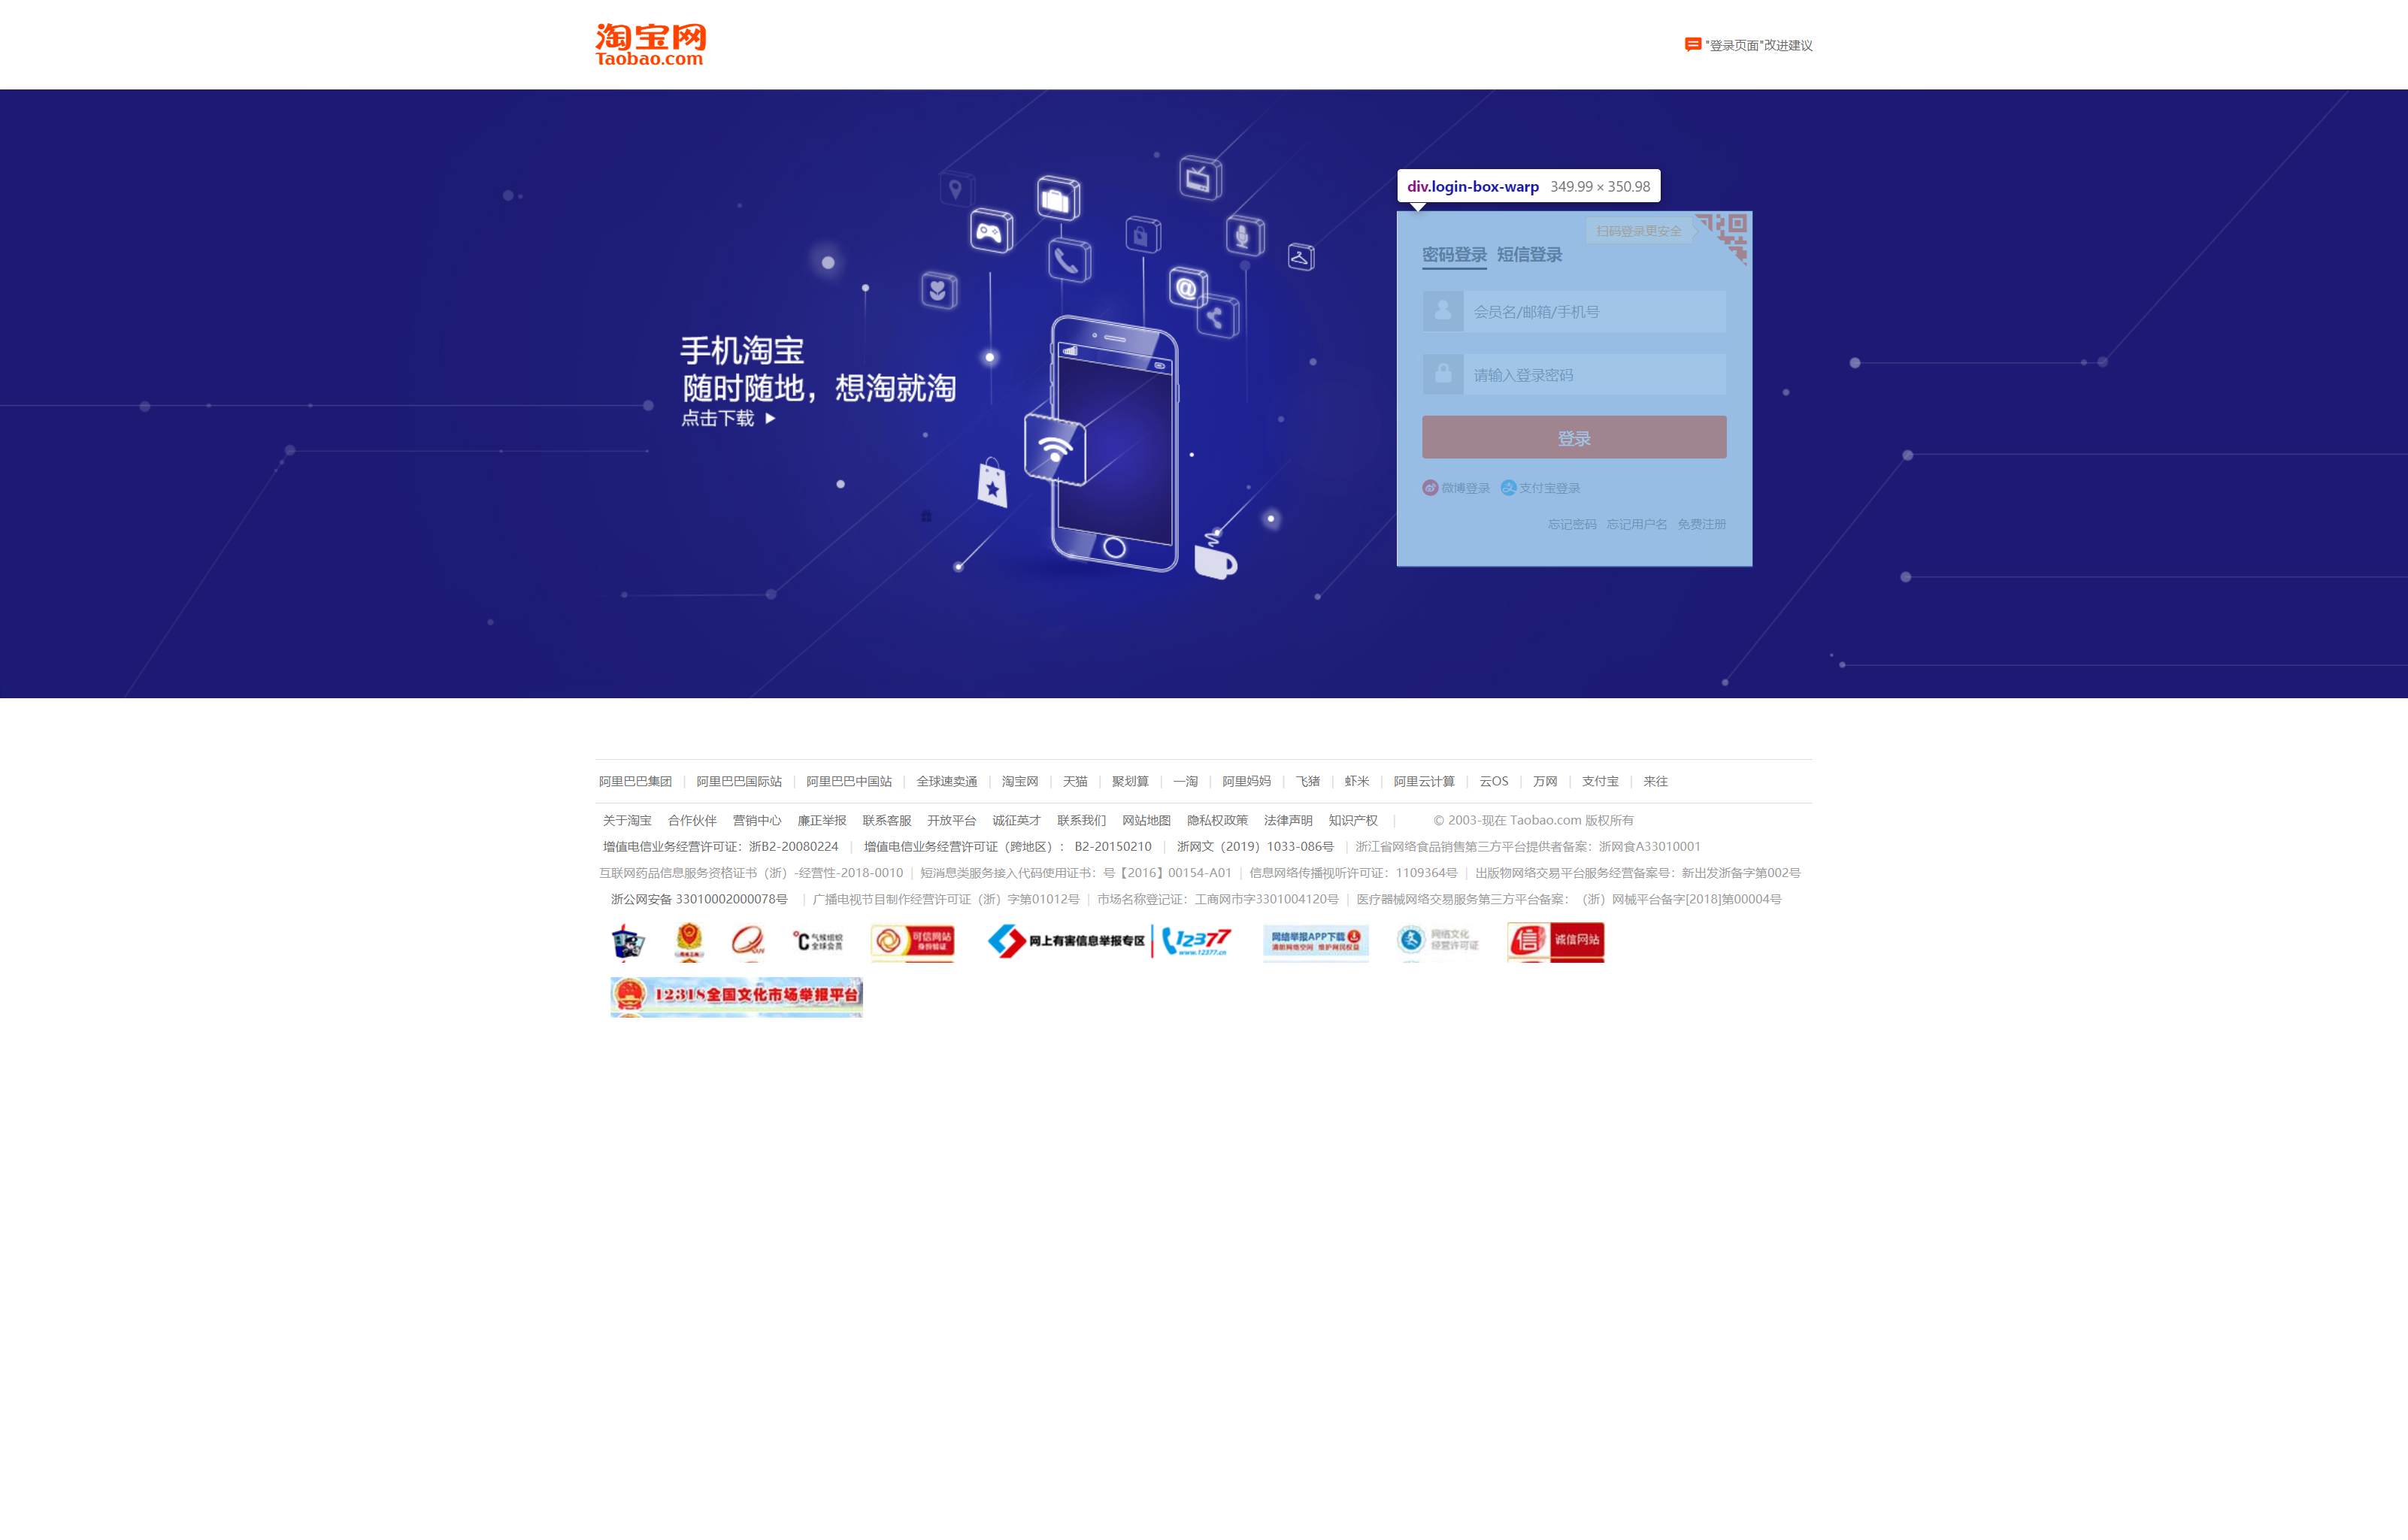 淘宝网
Taobao.com
"登录页面"改进建议
div.login-box-warp 349.99 × 350.98
扫码登录更安全
密码登录 短信登录
会员名/邮箱/手机号
请输入登录密码
登录
微博登录 支付宝登录
忘记密码 忘记用户名 免费注册
手机淘宝
随时随地，想淘就淘
点击下载
阿里巴巴集团 | 阿里巴巴国际站 | 阿里巴巴中国站 | 全球速卖通 | 淘宝网 | 天猫 | 聚划算 | 一淘 | 阿里妈妈 | 飞猪 | 虾米 | 阿里云计算 | 云OS | 万网 | 支付宝 | 来往
关于淘宝 合作伙伴 营销中心 廉正举报 联系客服 开放平台 诚征英才 联系我们 网站地图 隐私权政策 法律声明 知识产权 | © 2003-现在 Taobao.com 版权所有
增值电信业务经营许可证：浙B2-20080224 | 增值电信业务经营许可证（跨地区）： B2-20150210 | 浙网文（2019）1033-086号 | 浙江省网络食品销售第三方平台提供者备案：浙网食A33010001
互联网药品信息服务资格证书（浙）-经营性-2018-0010 | 短消息类服务接入代码使用证书：号【2016】00154-A01 | 信息网络传播视听许可证：1109364号 | 出版物网络交易平台服务经营备案号：新出发浙备字第002号
浙公网安备 33010002000078号 | 广播电视节目制作经营许可证（浙）字第01012号 | 市场名称登记证：工商网市字3301004120号 | 医疗器械网络交易服务第三方平台备案：（浙）网械平台备字[2018]第00004号
℃ 气候组织 全球会员
可信网站 身份验证
网上有害信息举报专区 12377 www.12377.cn
网络举报APP下载
清朗网络空间 维护网民权益
网络文化 经营许可证
信 诚信网站
12318全国文化市场举报平台